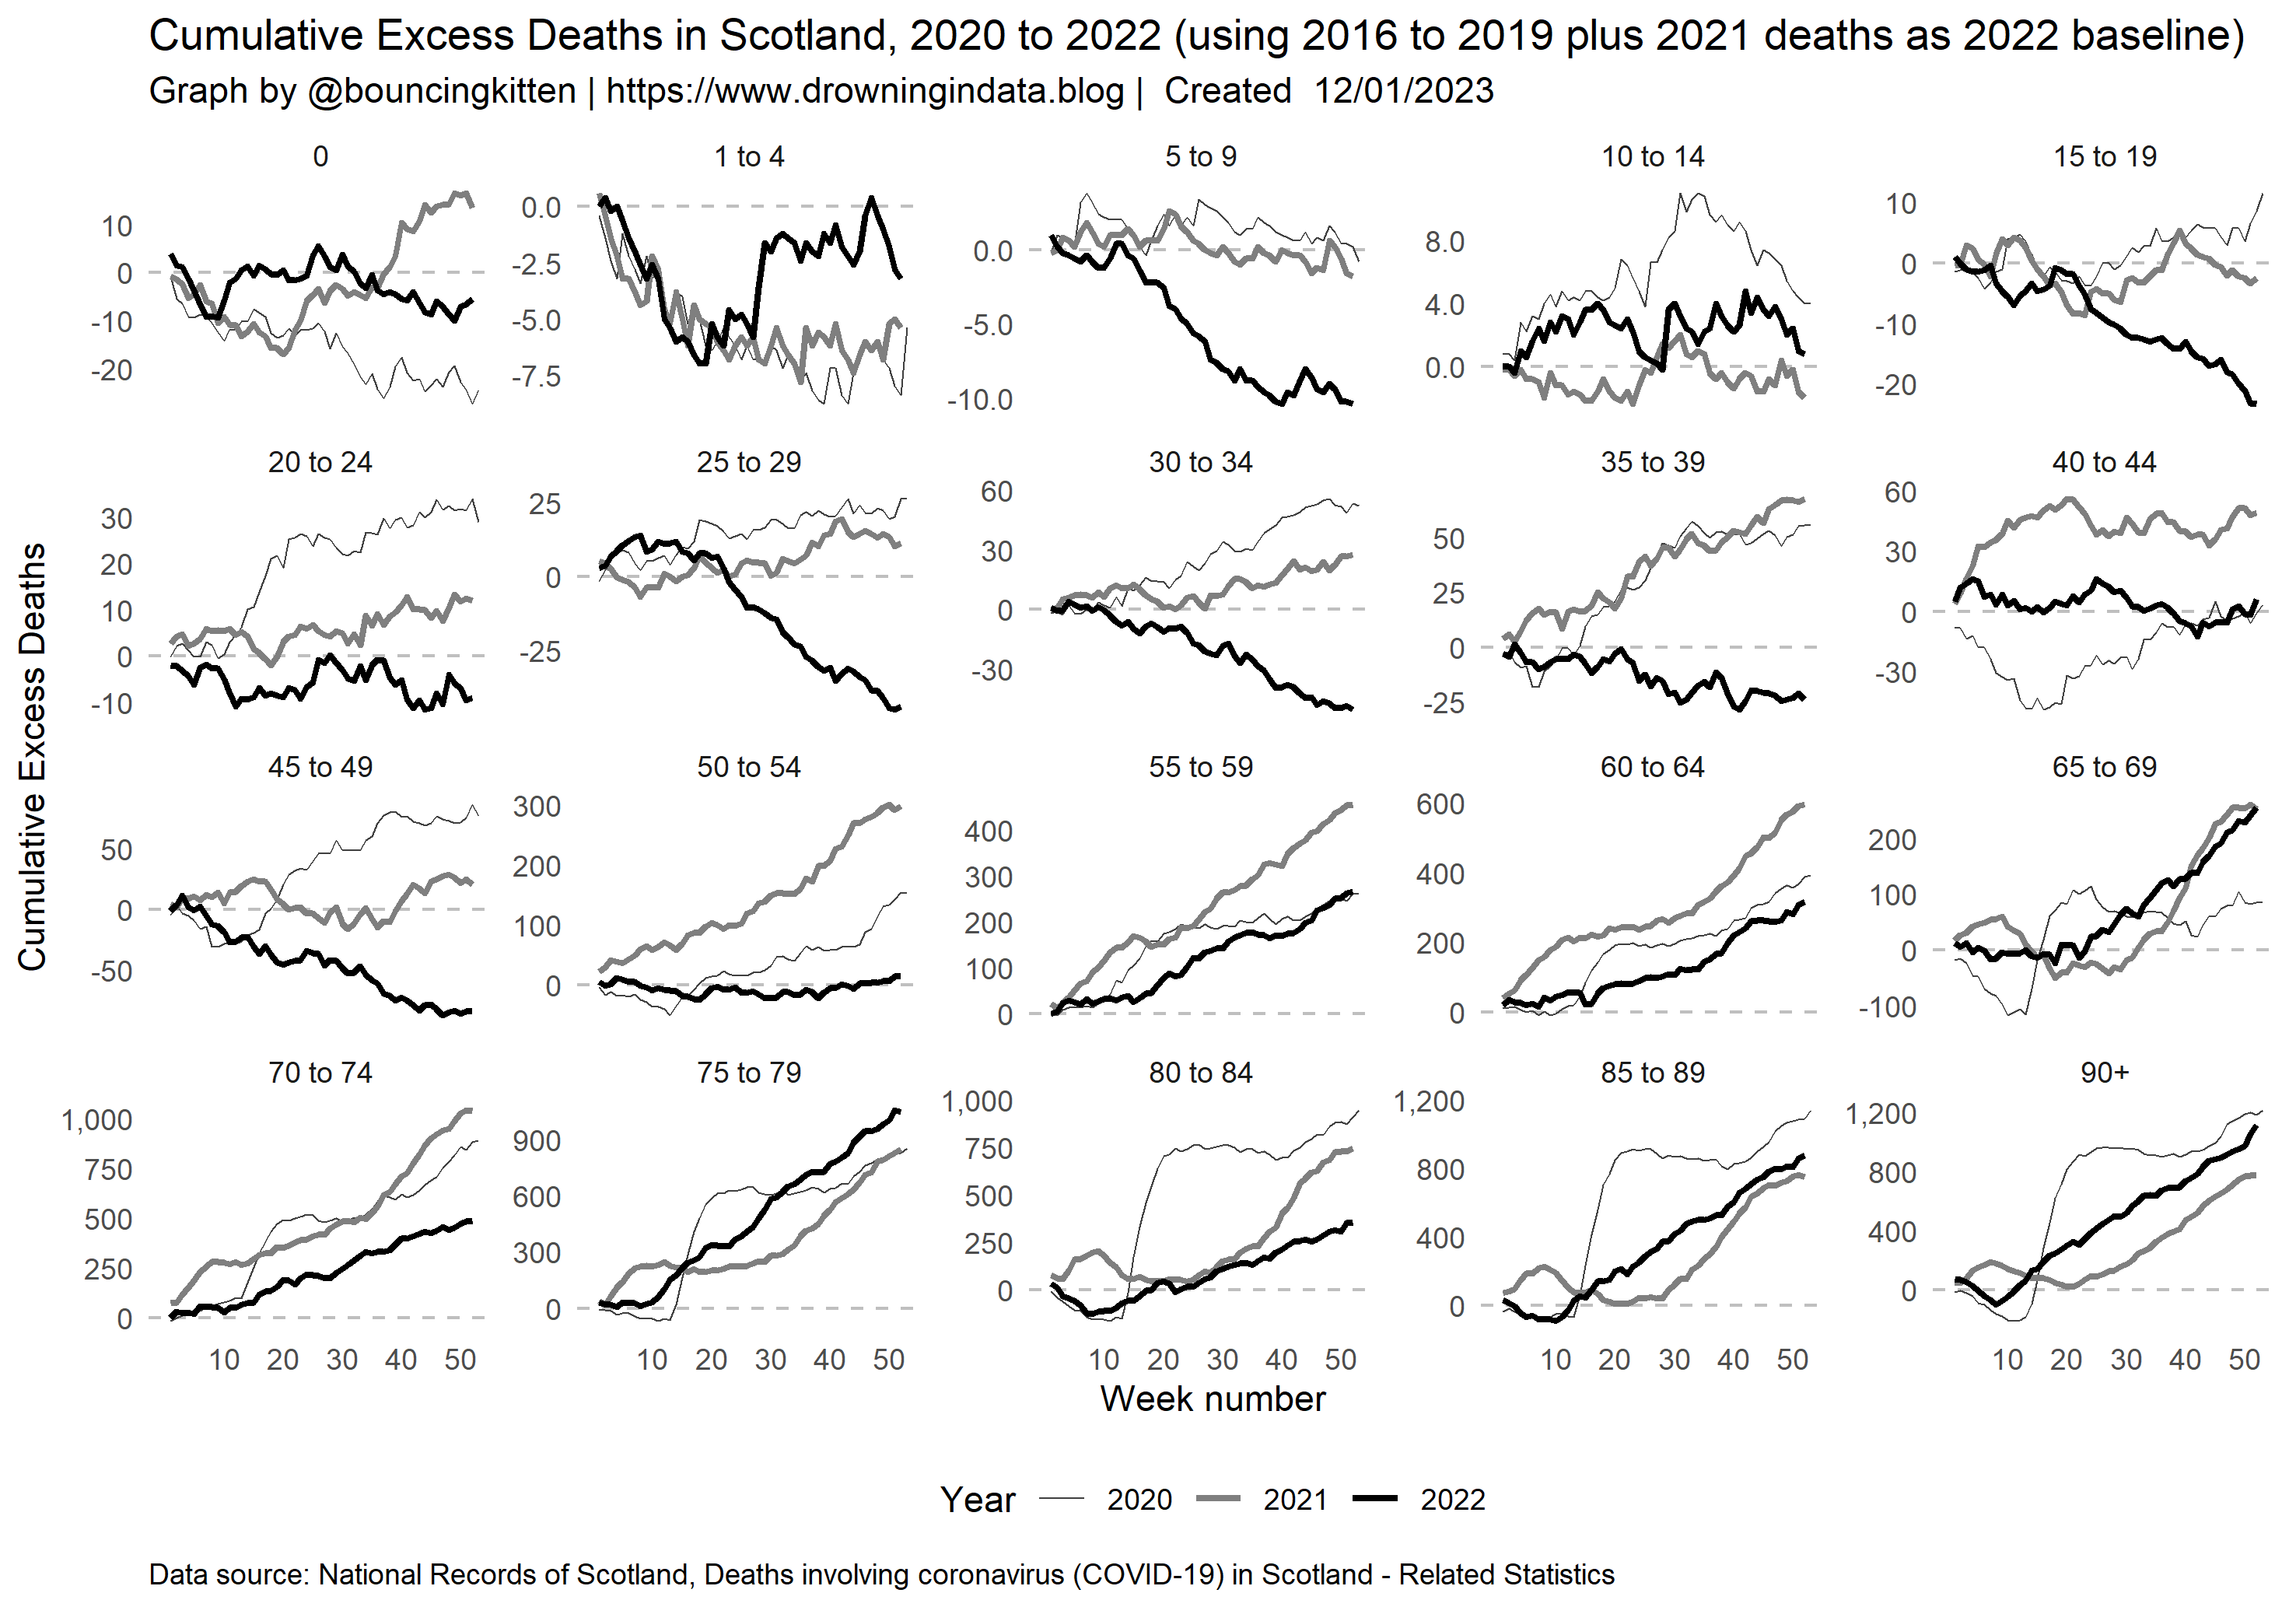 Cumulative Excess Deaths in Scotland, 2020 to 2022 (using 2016 to 2019 plus 2021 deaths as 2022 baseline)
Graph by @bouncingkitten | https://www.drowningindata.blog | Created 12/01/2023
0
1 to 4
5 to 9
10 to 14
15 to 19
10
0
-10
-20
0.0
-2.5
-5.0
-7.5
0.0
-5.0
-10.0
8.0
4.0
0.0
10
0
-10
-20
20 to 24
25 to 29
30 to 34
35 to 39
40 to 44
30
20
10
0
-10
25
0
-25
60
30
0
-30
50
25
0
-25
60
30
0
-30
45 to 49
50 to 54
55 to 59
60 to 64
65 to 69
50
0
-50
300
200
100
0
400
300
200
100
0
600
400
200
0
200
100
0
-100
70 to 74
75 to 79
80 to 84
85 to 89
90+
1,000
750
500
250
0
900
600
300
0
1,000
750
500
250
0
1,200
800
400
0
1,200
800
400
0
10 20 30 40 50
10 20 30 40 50
10 20 30 40 50
10 20 30 40 50
10 20 30 40 50
Cumulative Excess Deaths
Week number
Year 2020 2021 2022
Data source: National Records of Scotland, Deaths involving coronavirus (COVID-19) in Scotland - Related Statistics